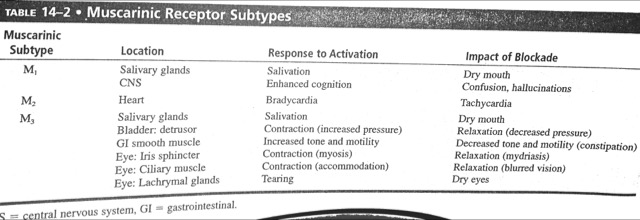 TABLE 14–2 • Muscarinic Receptor Subtypes
Muscarinic
Subtype Location Response to Activation Impact of Blockade
M₁ Salivary glands Salivation Dry mouth
CNS Enhanced cognition Confusion, hallucinations
M₂ Heart Bradycardia Tachycardia
M₃ Salivary glands Salivation Dry mouth
Bladder: detrusor Contraction (increased pressure) Relaxation (decreased pressure)
GI smooth muscle Increased tone and motility Decreased tone and motility (constipation)
Eye: Iris sphincter Contraction (myosis) Relaxation (mydriasis)
Eye: Ciliary muscle Contraction (accommodation) Relaxation (blurred vision)
Eye: Lachrymal glands Tearing Dry eyes
S = central nervous system, GI = gastrointestinal.